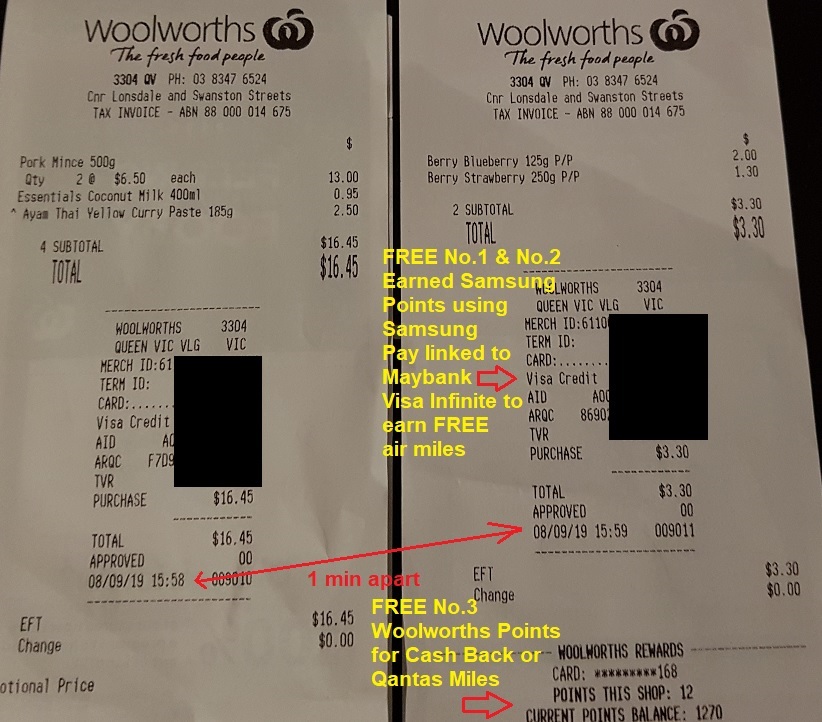 Woolworths
The fresh food people
3304 QV PH: 03 8347 6524
Cnr Lonsdale and Swanston Streets
TAX INVOICE - ABN 88 000 014 675
$
Pork Mince 500g
Qty 2 @ $6.50 each 13.00
Essentials Coconut Milk 400ml 0.95
^ Ayam Thai Yellow Curry Paste 185g 2.50
4 SUBTOTAL $16.45
TOTAL $16.45
WOOLWORTHS 3304
QUEEN VIC VLG VIC
MERCH ID:61
TERM ID:
CARD:......
Visa Credit
AID A0
ARQC F7D9
TVR
PURCHASE $16.45
TOTAL $16.45
APPROVED 00
08/09/19 15:58 009010
EFT $16.45
Change $0.00
otional Price
Woolworths
The fresh food people
3304 QV PH: 03 8347 6524
Cnr Lonsdale and Swanston Streets
TAX INVOICE - ABN 88 000 014 675
$
Berry Blueberry 125g P/P 2.00
Berry Strawberry 250g P/P 1.30
2 SUBTOTAL $3.30
TOTAL $3.30
WOOLWORTHS 3304
QUEEN VIC VLG VIC
MERCH ID:6110
TERM ID:
CARD:........
Visa Credit
AID A00
ARQC 8690
TVR
PURCHASE $3.30
TOTAL $3.30
APPROVED 00
08/09/19 15:59 009011
EFT $3.30
Change $0.00
WOOLWORTHS REWARDS
CARD: *********168
POINTS THIS SHOP: 12
CURRENT POINTS BALANCE: 1270
FREE No.1 & No.2
Earned Samsung
Points using
Samsung
Pay linked to
Maybank
Visa Infinite to
earn FREE
air miles
1 min apart
FREE No.3
Woolworths Points
for Cash Back or
Qantas Miles